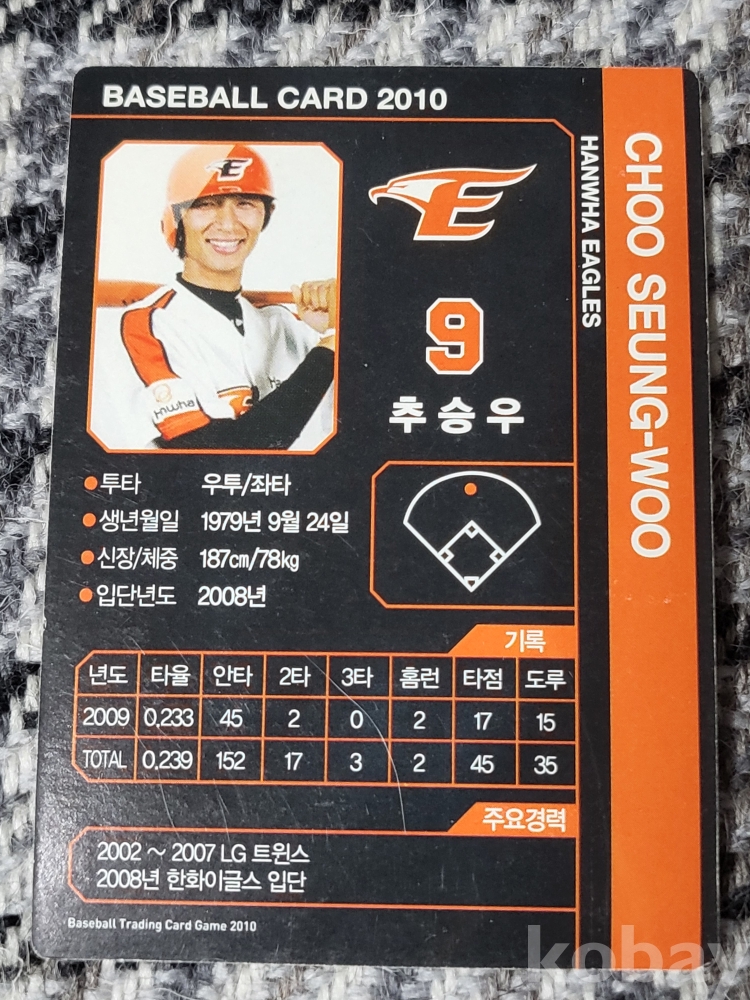 BASEBALL CARD 2010
CHOO SEUNG-WOO
HANWHA EAGLES
E
E
Hanwha
9
추승우
투타 우투/좌타
생년월일 1979년 9월 24일
신장/체중 187cm/78kg
입단년도 2008년
기록
년도 타율 안타 2타 3타 홈런 타점 도루
2009 0.233 45 2 0 2 17 15
TOTAL 0.239 152 17 3 2 45 35
주요경력
2002 ~ 2007 LG 트윈스
2008년 한화이글스 입단
Baseball Trading Card Game 2010
kobay